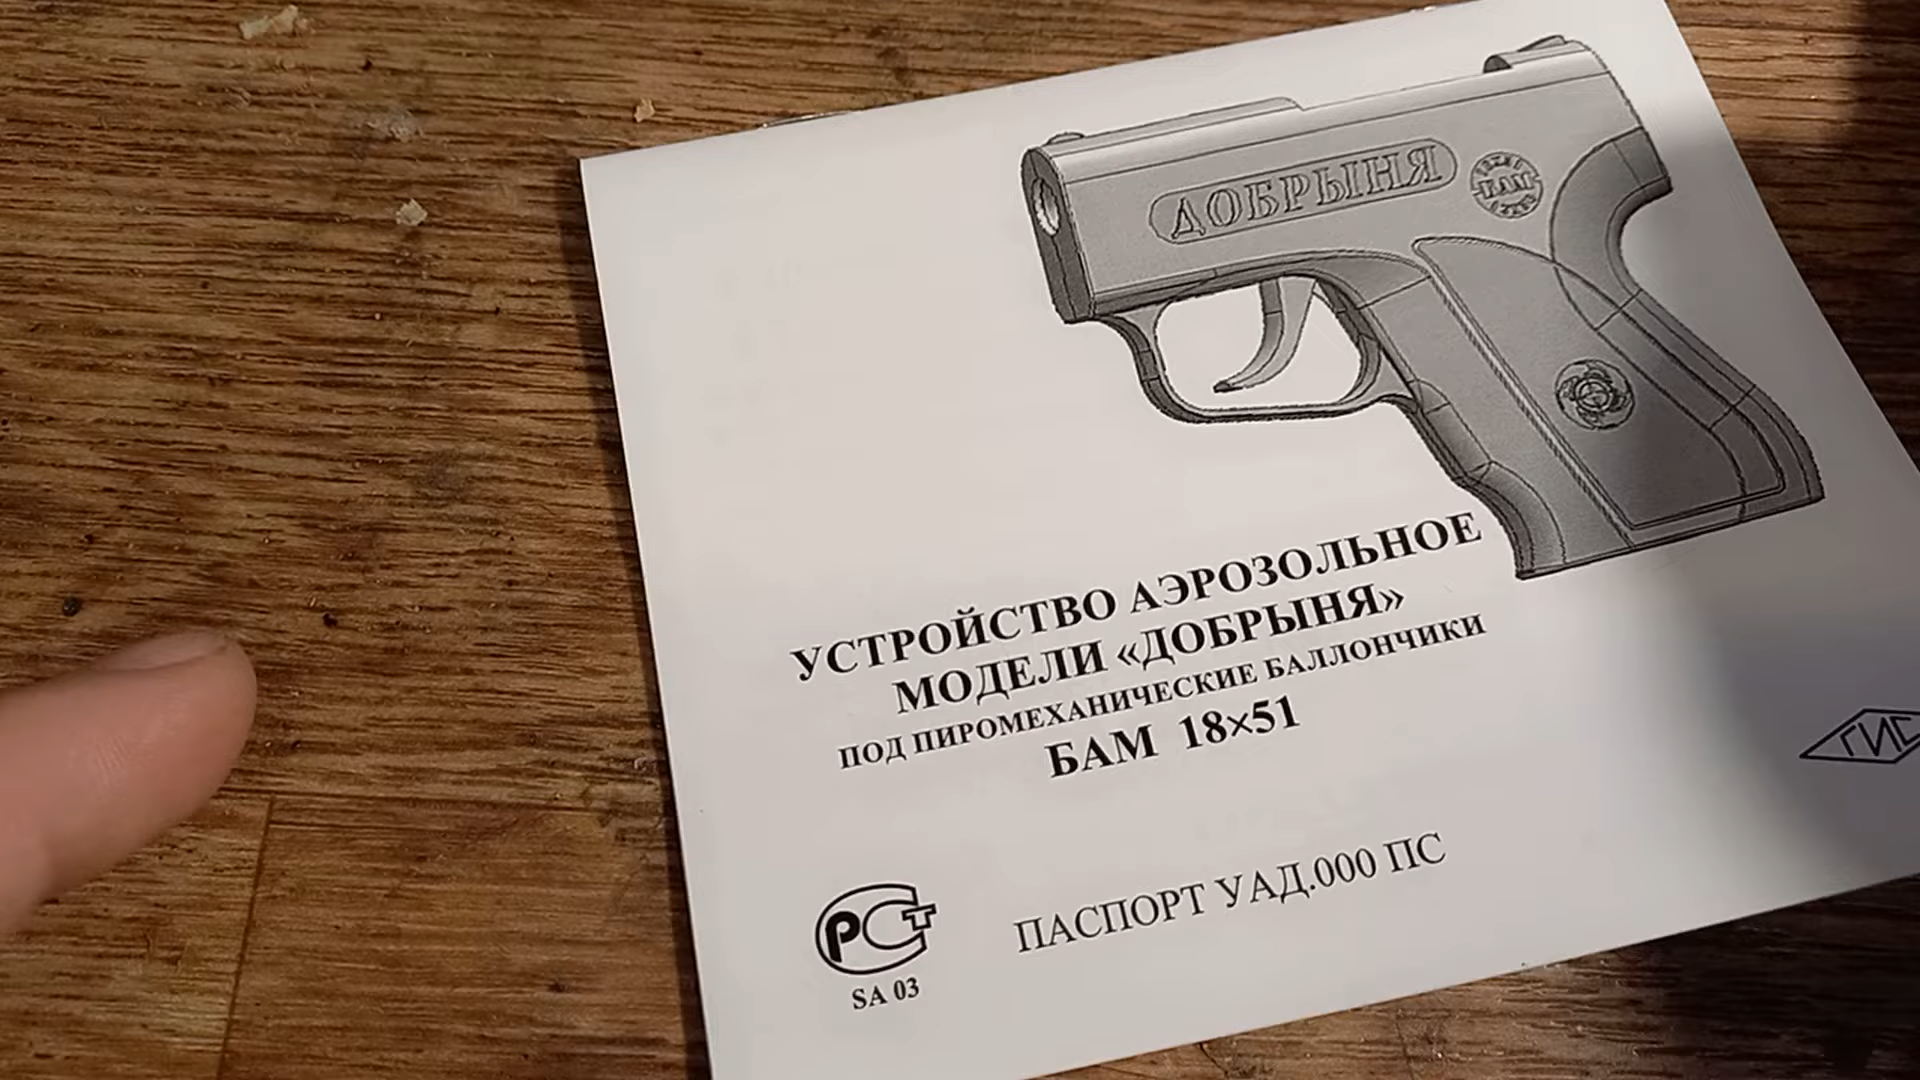 ДОБРЫНЯ
БАМ
УСТРОЙСТВО АЭРОЗОЛЬНОЕ
МОДЕЛИ «ДОБРЫНЯ»
ПОД ПИРОМЕХАНИЧЕСКИЕ БАЛЛОНЧИКИ
БАМ 18×51
ГИС
РСТ
SA 03
ПАСПОРТ УАД.000 ПС